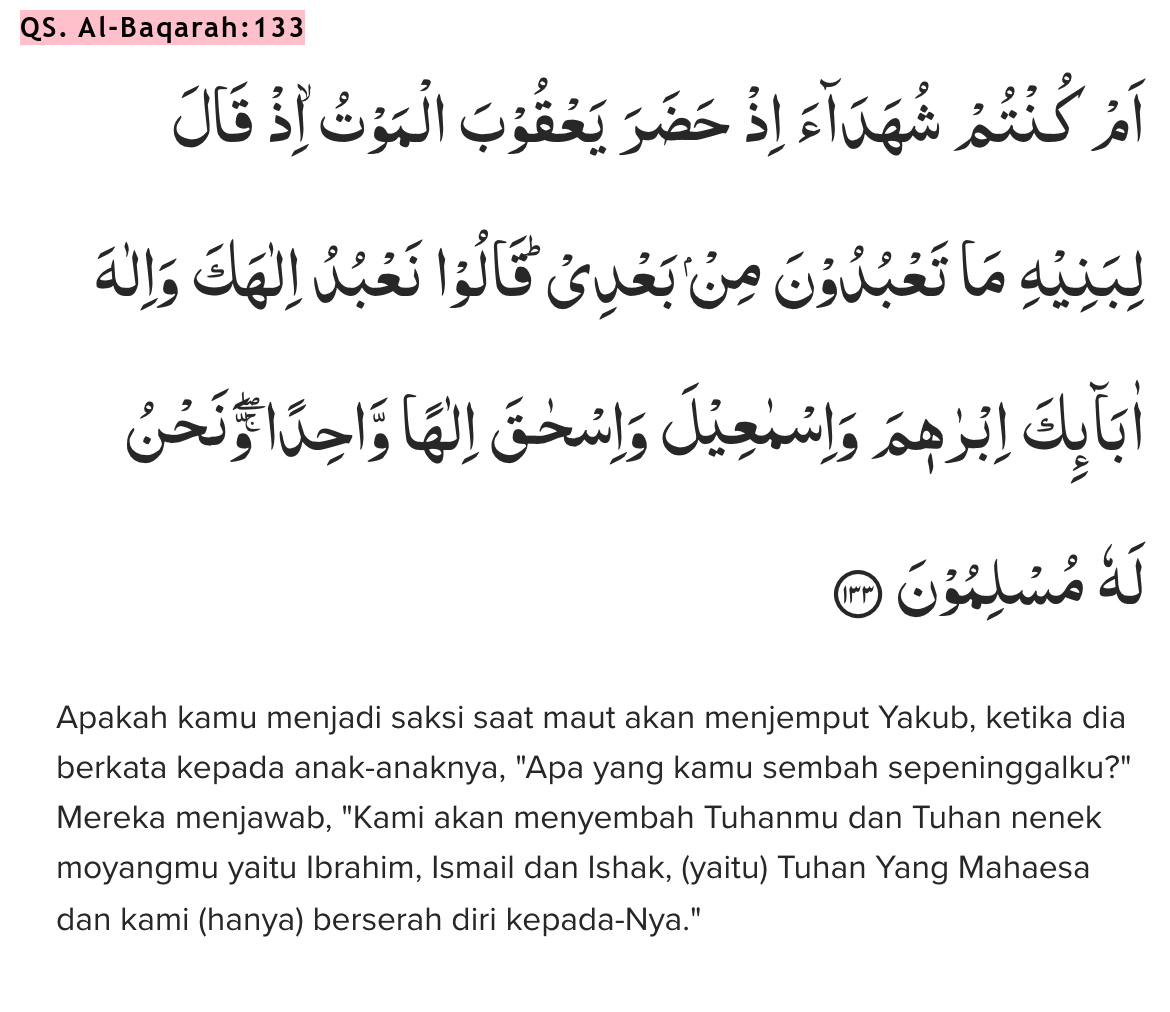 QS. Al-Baqarah:133
اَمْ كُنْتُمْ شُهَدَاۤءَ اِذْ حَضَرَ يَعْقُوْبَ الْمَوْتُۙ اِذْ قَالَ
لِبَنِيْهِ مَا تَعْبُدُوْنَ مِنْۢ بَعْدِيْۗ قَالُوْا نَعْبُدُ اِلٰهَكَ وَاِلٰهَ
اٰبَاۤىِٕكَ اِبْرٰهٖمَ وَاِسْمٰعِيْلَ وَاِسْحٰقَ اِلٰهًا وَّاحِدًاۚ وَّنَحْنُ
لَهٗ مُسْلِمُوْنَ ١٣٣
Apakah kamu menjadi saksi saat maut akan menjemput Yakub, ketika dia
berkata kepada anak-anaknya, "Apa yang kamu sembah sepeninggalku?"
Mereka menjawab, "Kami akan menyembah Tuhanmu dan Tuhan nenek
moyangmu yaitu Ibrahim, Ismail dan Ishak, (yaitu) Tuhan Yang Mahaesa
dan kami (hanya) berserah diri kepada-Nya."